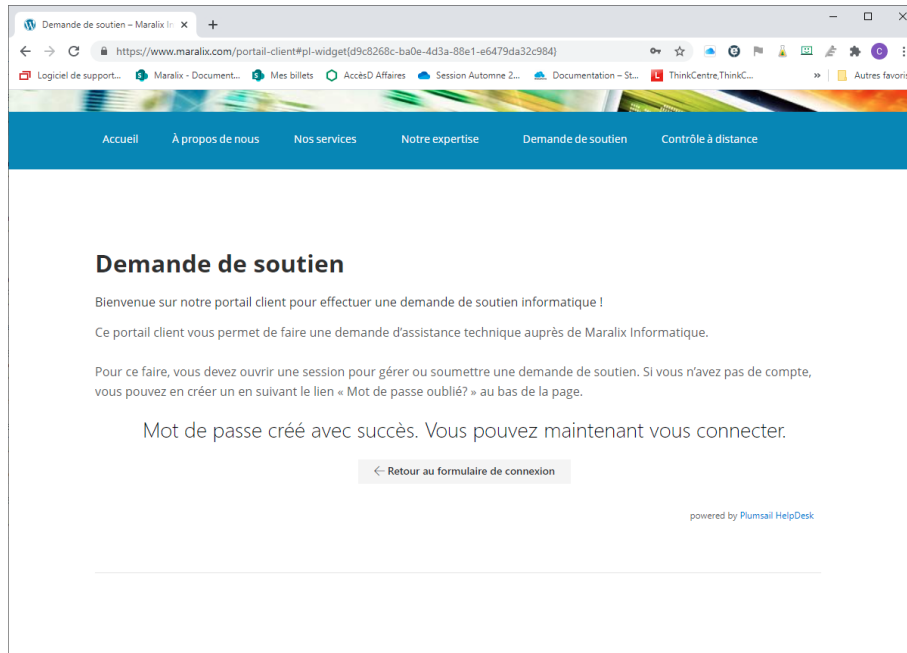 Demande de soutien – Maralix In
https://www.maralix.com/portail-client#pl-widget{d9c8268c-ba0e-4d3a-88e1-e6479da32c984}
Logiciel de support... Maralix - Document... Mes billets AccèsD Affaires Session Automne 2... Documentation – St... ThinkCentre,ThinkC... » Autres favoris
Accueil À propos de nous Nos services Notre expertise Demande de soutien Contrôle à distance
Demande de soutien
Bienvenue sur notre portail client pour effectuer une demande de soutien informatique !
Ce portail client vous permet de faire une demande d’assistance technique auprès de Maralix Informatique.
Pour ce faire, vous devez ouvrir une session pour gérer ou soumettre une demande de soutien. Si vous n’avez pas de compte,
vous pouvez en créer un en suivant le lien « Mot de passe oublié? » au bas de la page.
Mot de passe créé avec succès. Vous pouvez maintenant vous connecter.
← Retour au formulaire de connexion
powered by Plumsail HelpDesk